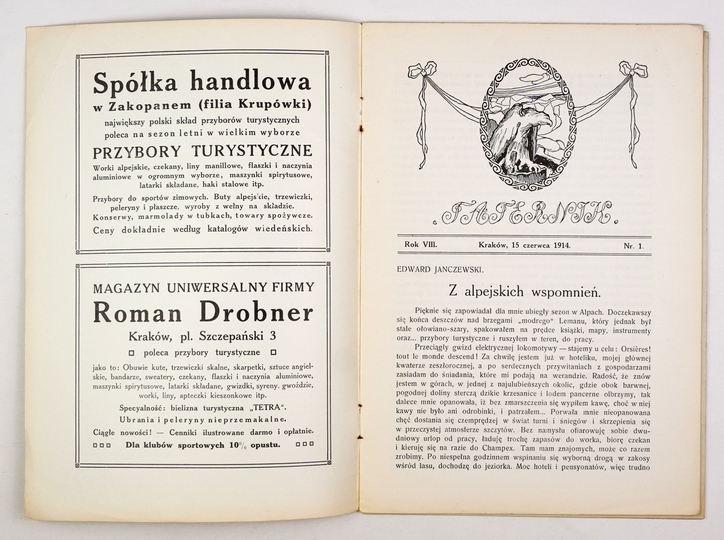 Spółka handlowa
w Zakopanem (filia Krupówki)
największy polski skład przyborów turystycznych
poleca na sezon letni w wielkim wyborze
PRZYBORY TURYSTYCZNE
Worki alpejskie, czekany, liny manillowe, flaszki i naczynia
aluminiowe w ogromnym wyborze, maszynki spirytusowe,
latarki składane, haki stalowe itp.
Przybory do sportów zimowych. Buty alpejskie, trzewiczki,
peleryny i płaszcze, wyroby z wełny na składzie.
Konserwy, marmolady w tubkach, towary spożywcze.
Ceny dokładnie według katalogów wiedeńskich.
MAGAZYN UNIWERSALNY FIRMY
Roman Drobner
Kraków, pl. Szczepański 3
poleca przybory turystyczne
jako to: Obuwie kute, trzewiczki skalne, skarpetki, sztuce angiel-
skie, bandarze, sweatery, czekany, flaszki i naczynia aluminiowe,
maszynki spirytusowe, latarki składane, gwizdki, syreny, gwoździe,
worki, liny, apteczki kieszonkowe itp.
Specyalność: bielizna turystyczna „TETRA".
Ubrania i peleryny nieprzemakalne.
Ciągle nowości! — Cenniki ilustrowane darmo i opłatnie.
Dla klubów sportowych 10% opustu.
TATERNIK
Rok VIII. Kraków, 15 czerwca 1914. Nr. 1.
EDWARD JANCZEWSKI.
Z alpejskich wspomnień.
Pięknie się zapowiadał dla mnie ubiegły sezon w Alpach. Doczekawszy
się końca deszczów nad brzegami „modrego" Lemanu, który jednak był
stale ołowiano-szary, spakowałem na prędce książki, mapy, instrumenty
oraz... przybory turystyczne i ruszyłem w teren, do pracy.
Przeciągły gwizd elektrycznej lokomotywy — stajemy u celu: Orsières!
tout le monde descend! Za chwilę jestem już w hoteliku, mojej głównej
kwaterze zeszłorocznej, a po serdecznych przywitaniach z gospodarzami
zasiadam do śniadania, które mi podają na werandzie. Radość, że znów
jestem w górach, w jednej z najulubieńszych okolic, gdzie obok barwnej,
pogodnej doliny sterczą dzikie krzesanice i lodem pancerne olbrzymy, tak
dalece mnie opanowała, iż bez zmarszczenia się wypiłem kawę, choć w niej
kawy nie było ani odrobinki, i patrzałem... Porwała mnie nieopanowana
chęć dostania się czemprędzej w świat turni i śniegów i skrzepienia się
w przeczystej atmosferze szczytów. Bez namysłu ofiarowuję sobie dwu-
dniowy urlop od pracy, ładuję trochę zapasów do worka, biorę czekan
i kieruję się na razie do Champex. Tam mam znajomych, może co razem
zrobimy. Po niespełna godzinnem wspinaniu się wyborną drogą w zakosy
wśród lasu, dochodzę do jeziorka. Moc hoteli i pensyonatów, więc trudno